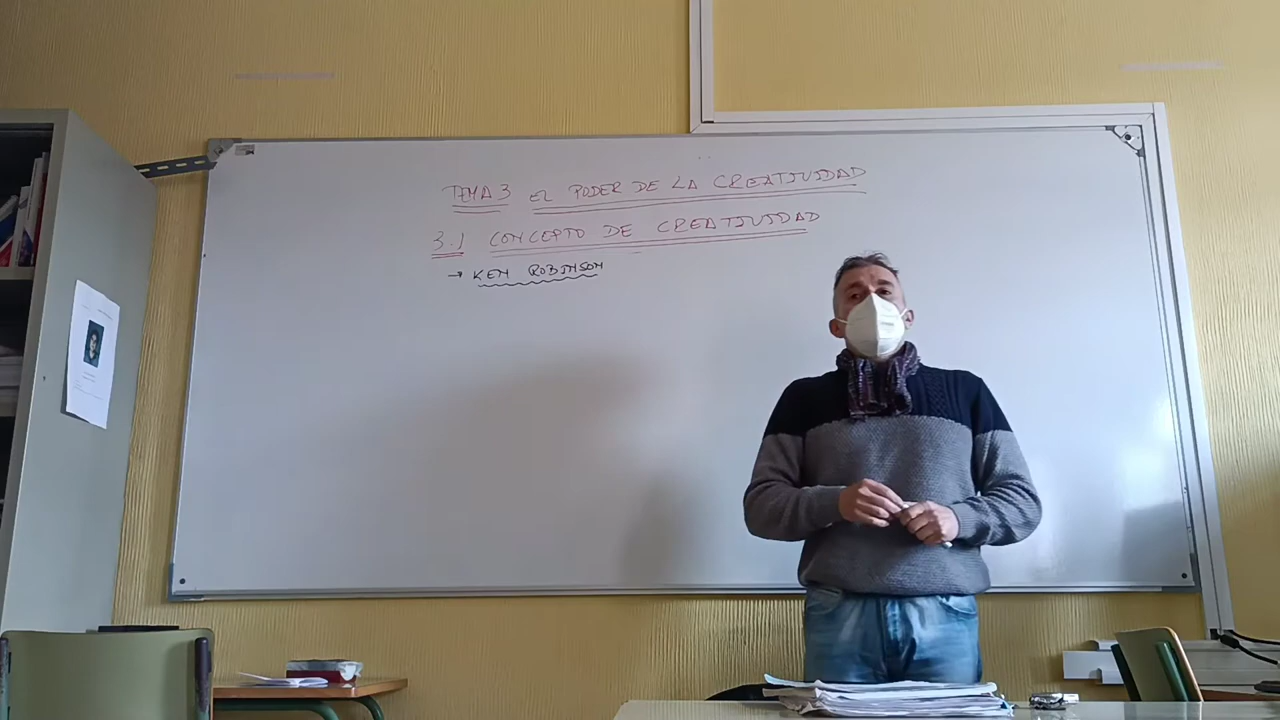 TEMA 3 EL PODER DE LA CREATIVIDAD
3.1 CONCEPTO DE CREATIVIDAD
→ KEN ROBINSON